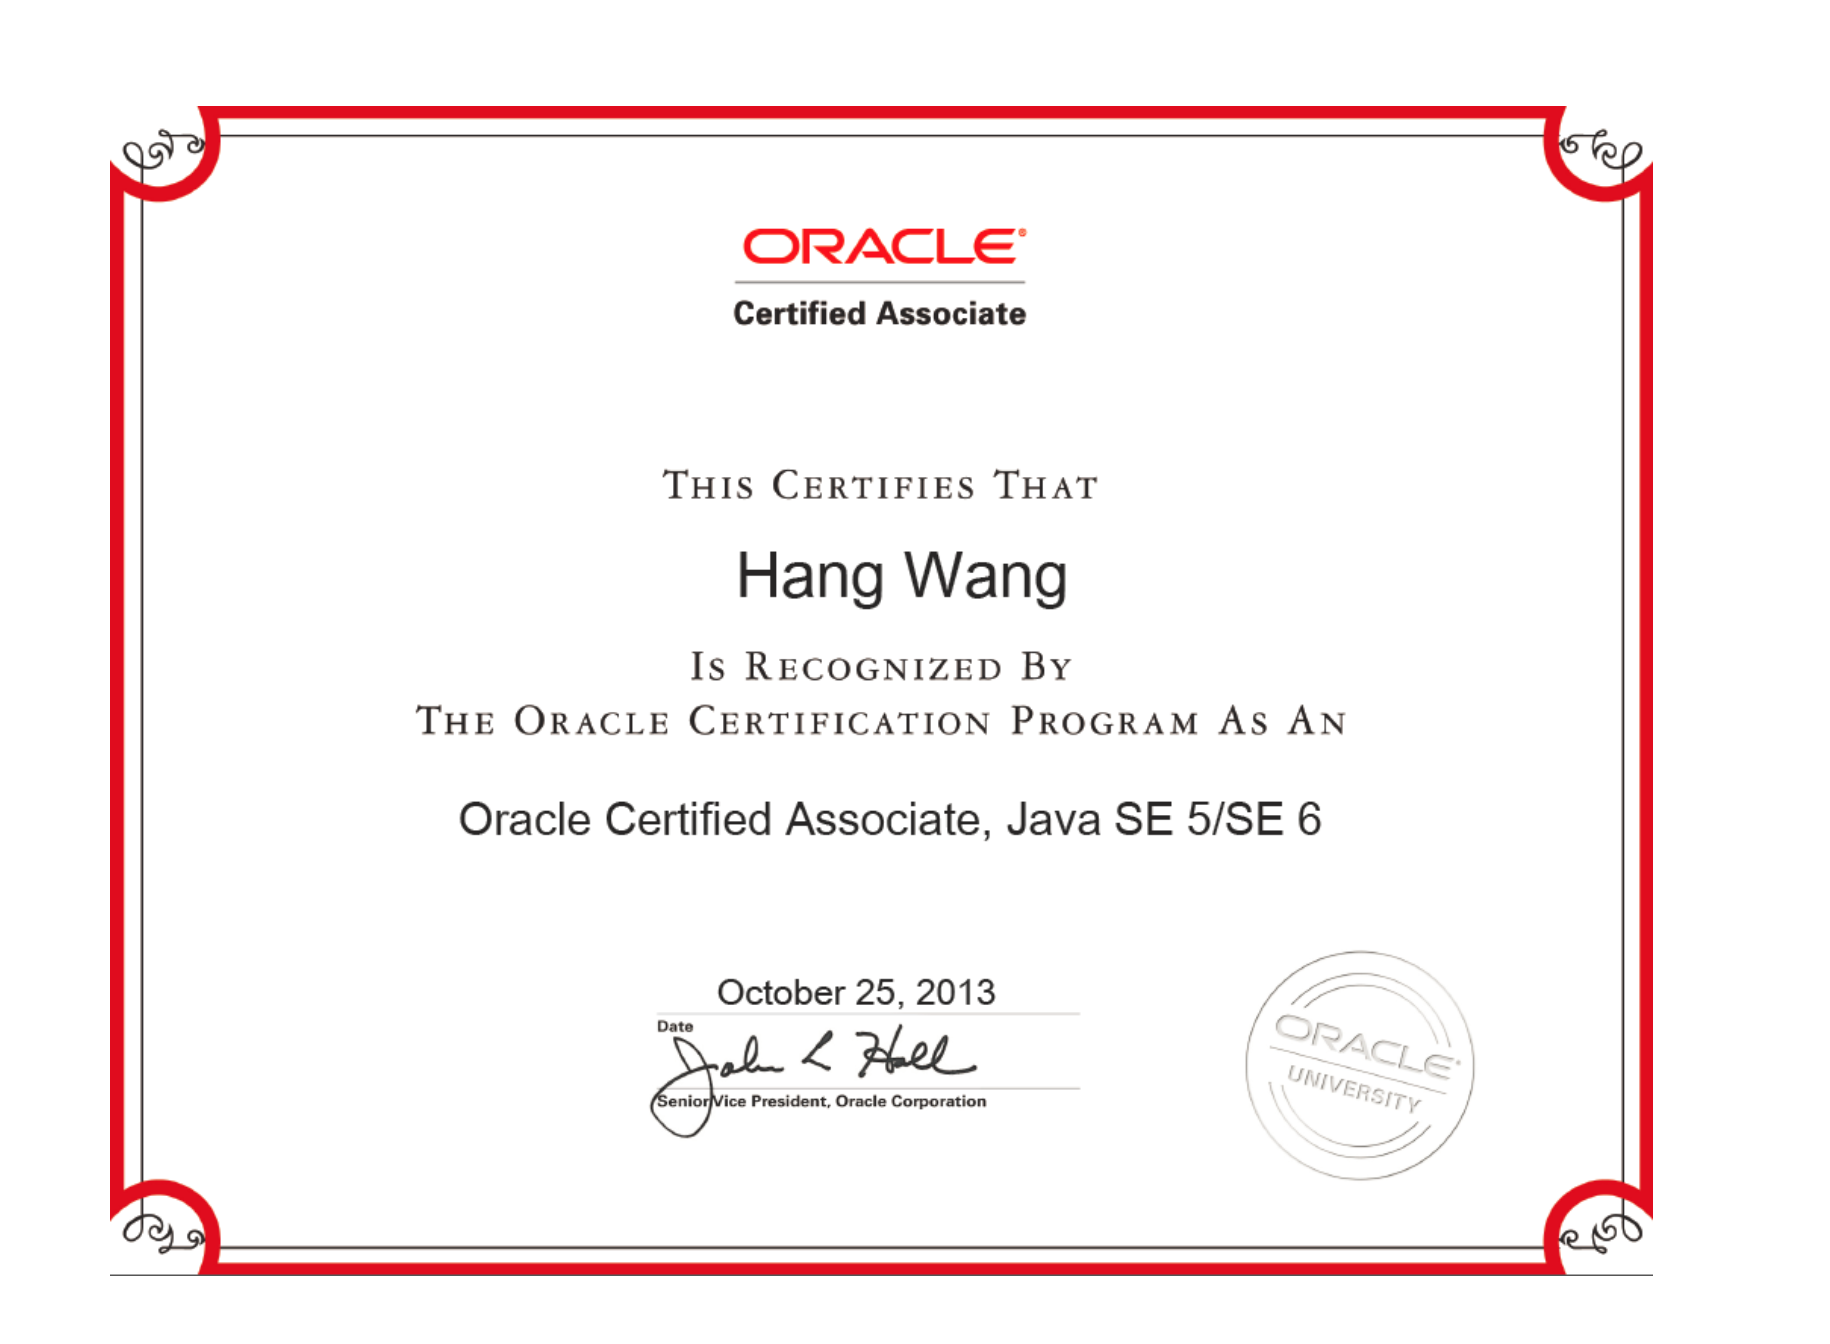 ORACLE®
Certified Associate
THIS CERTIFIES THAT
Hang Wang
IS RECOGNIZED BY
THE ORACLE CERTIFICATION PROGRAM AS AN
Oracle Certified Associate, Java SE 5/SE 6
October 25, 2013
Date
John L Hall
Senior Vice President, Oracle Corporation
ORACLE®
UNIVERSITY